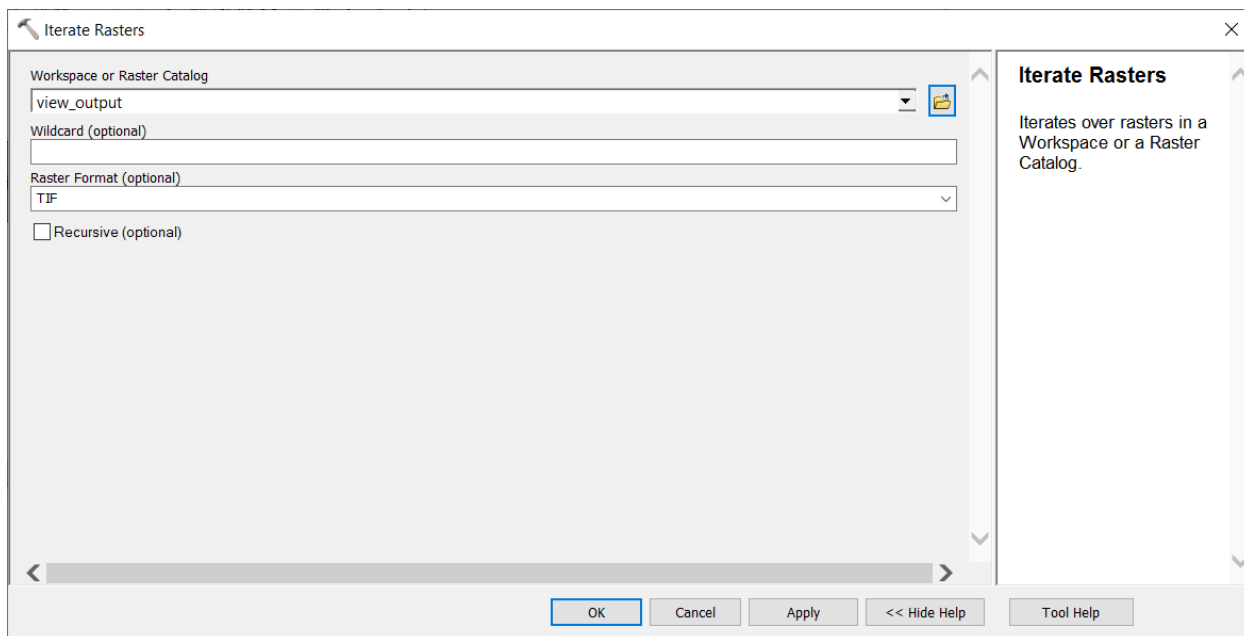 Iterate Rasters
Workspace or Raster Catalog
view_output
Wildcard (optional)
Raster Format (optional)
TIF
Recursive (optional)
Iterate Rasters
Iterates over rasters in a
Workspace or a Raster
Catalog.
OK
Cancel
Apply
<< Hide Help
Tool Help